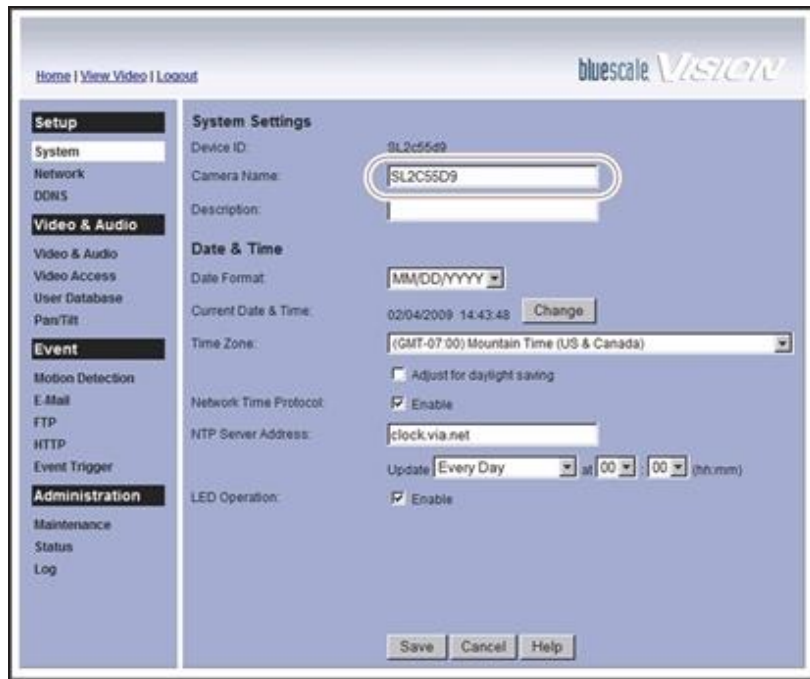 Home | View Video | Logout
bluescale VISION
Setup
System
Network
DDNS
Video & Audio
Video & Audio
Video Access
User Database
Pan/Tilt
Event
Motion Detection
E-Mail
FTP
HTTP
Event Trigger
Administration
Maintenance
Status
Log
System Settings
Device ID: SL2c55d9
Camera Name: SL2C55D9
Description:
Date & Time
Date Format: MM/DD/YYYY
Current Date & Time: 02/04/2009 14:43:48 Change
Time Zone: (GMT-07:00) Mountain Time (US & Canada)
Adjust for daylight saving
Network Time Protocol: Enable
NTP Server Address: clock.via.net
Update Every Day at 00 : 00 (hh:mm)
LED Operation: Enable
Save Cancel Help